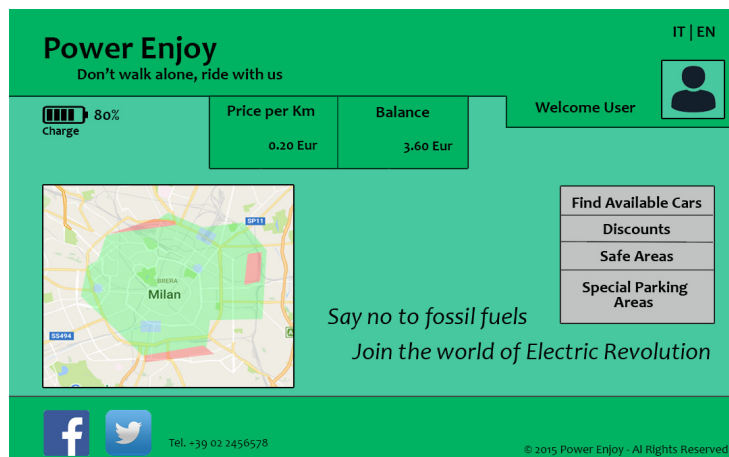 IT | EN
Power Enjoy
Don't walk alone, ride with us
80%
Charge
Price per Km
0.20 Eur
Balance
3.60 Eur
Welcome User
SP11
BRERA
Milan
SS494
Find Available Cars
Discounts
Safe Areas
Special Parking
Areas
Say no to fossil fuels
Join the world of Electric Revolution
f
Tel. +39 02 2456578
© 2015 Power Enjoy - Al Rights Reserved